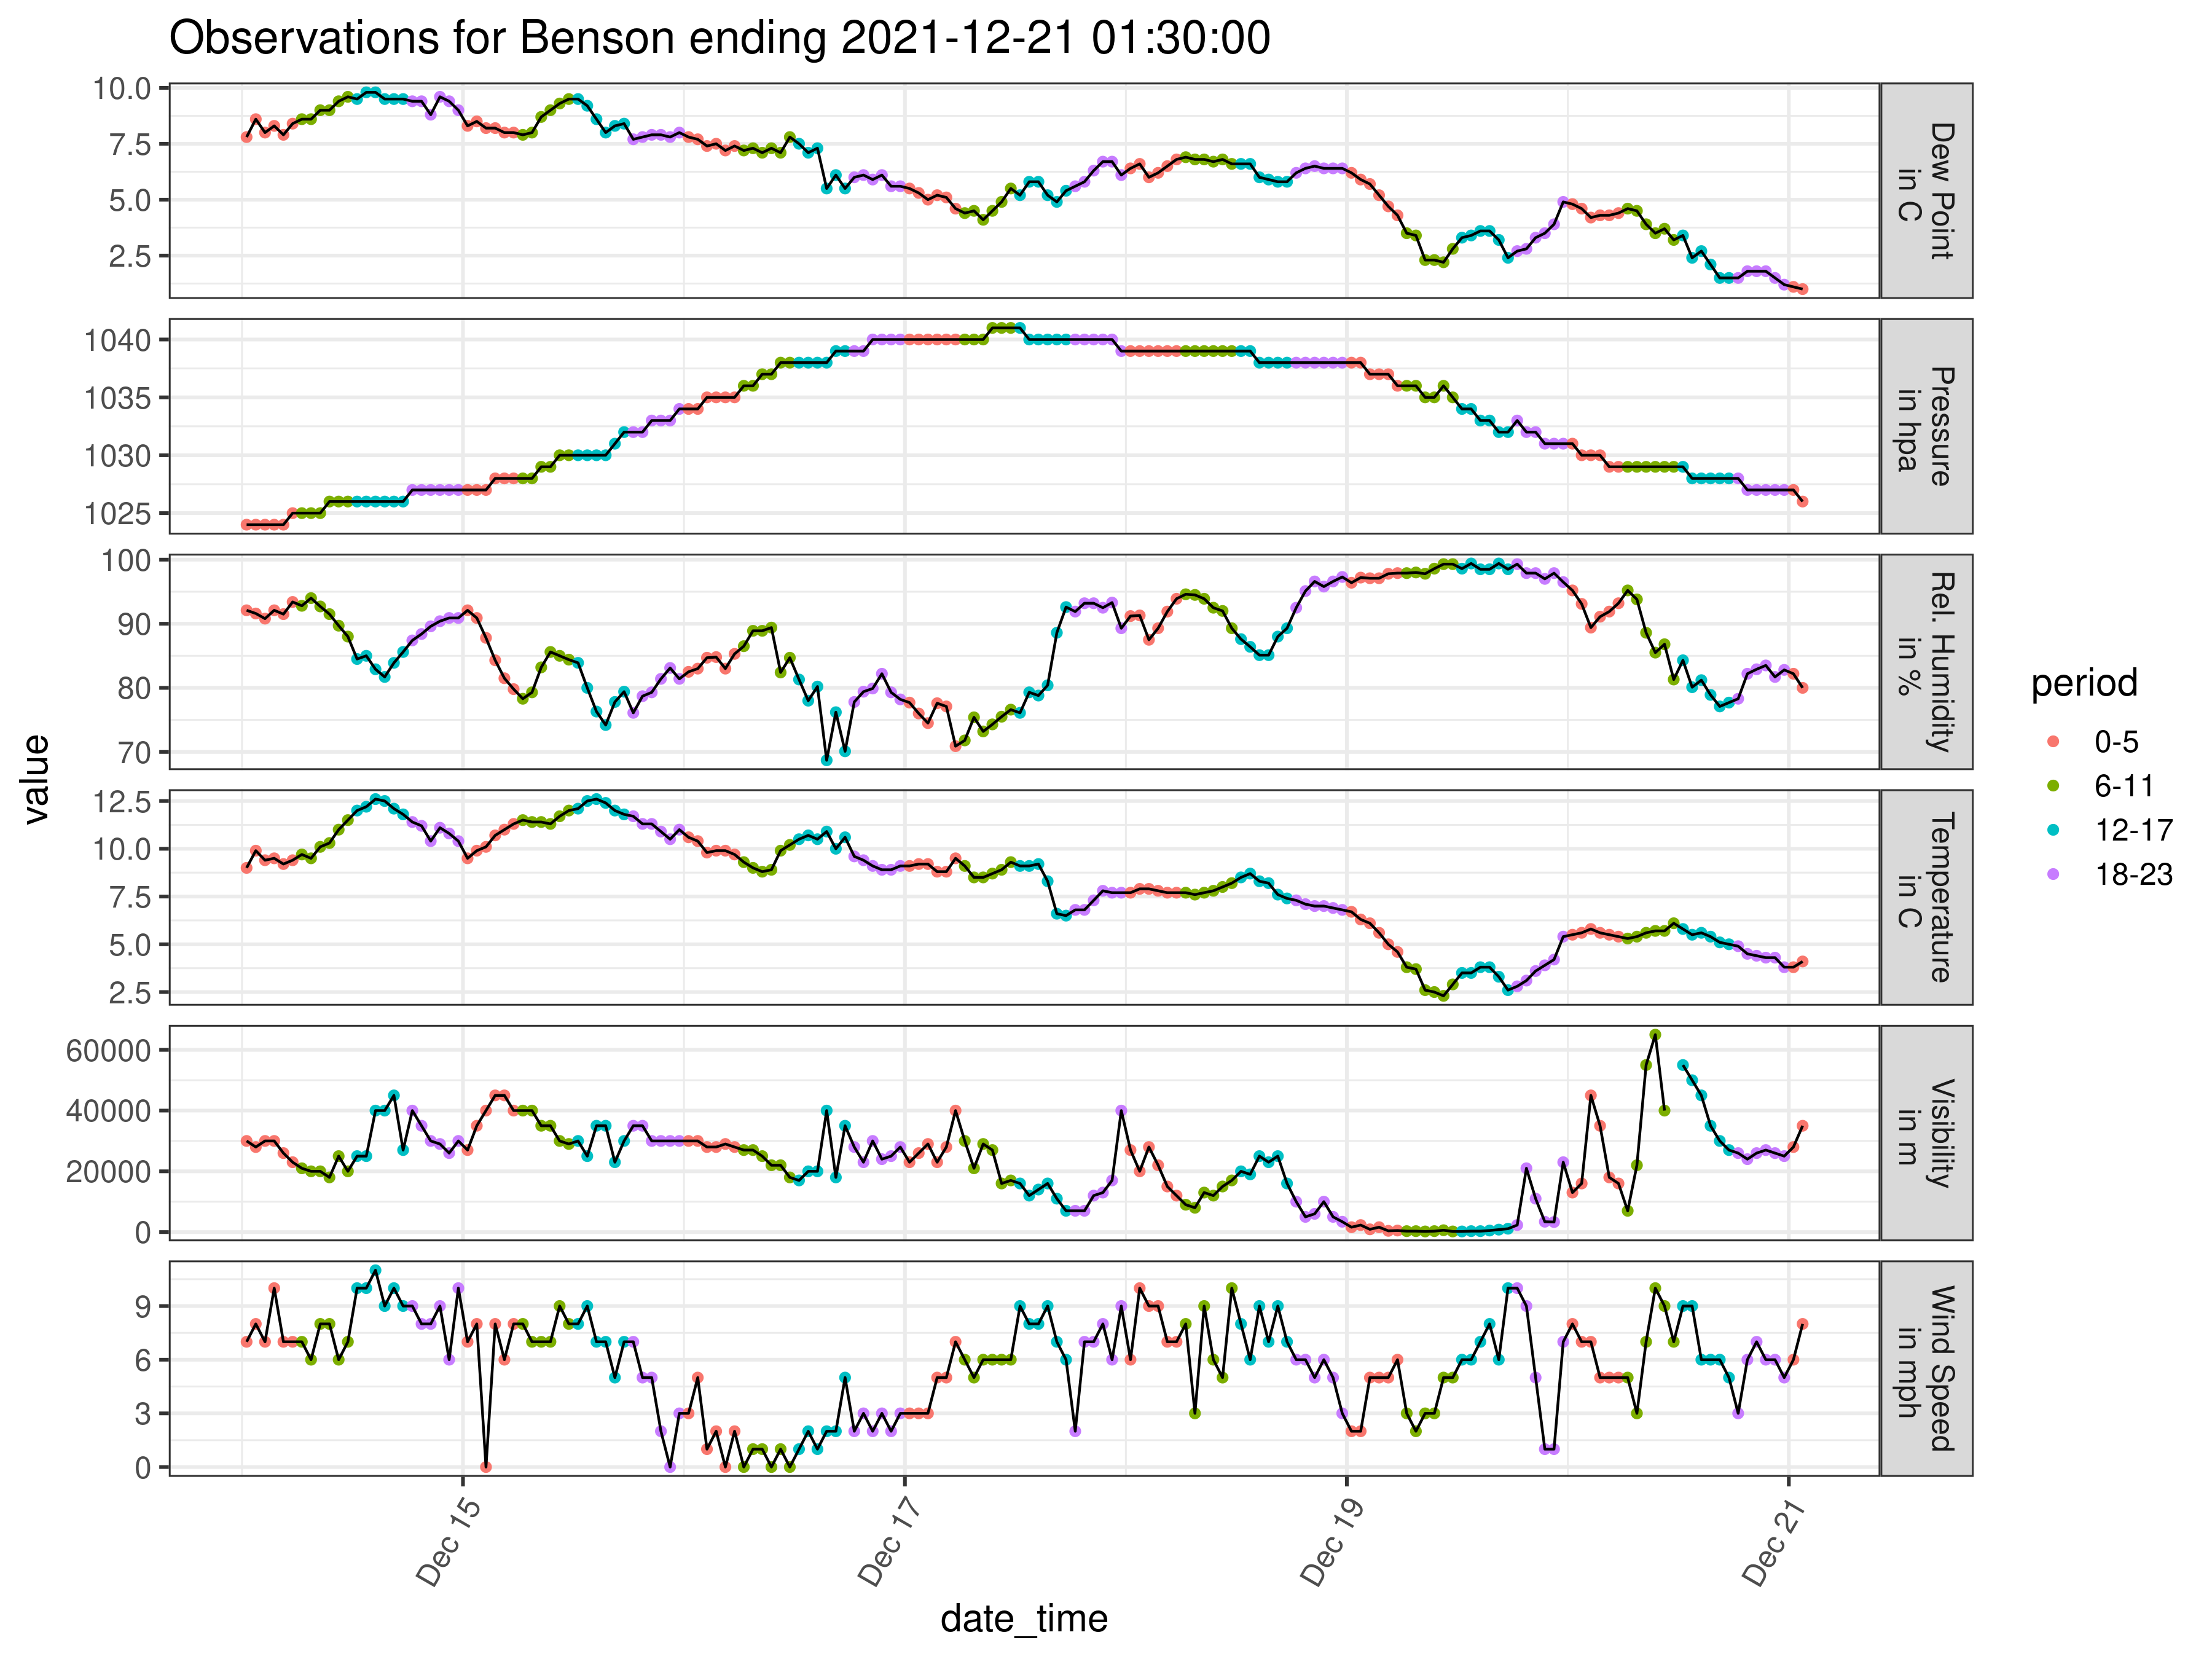 Observations for Benson ending 2021-12-21 01:30:00
value
10.0
7.5
5.0
2.5
Dew Point
in C
1040
1035
1030
1025
Pressure
in hpa
100
90
80
70
Rel. Humidity
in %
12.5
10.0
7.5
5.0
2.5
Temperature
in C
60000
40000
20000
0
Visibility
in m
9
6
3
0
Wind Speed
in mph
Dec 15
Dec 17
Dec 19
Dec 21
date_time
period
0-5
6-11
12-17
18-23